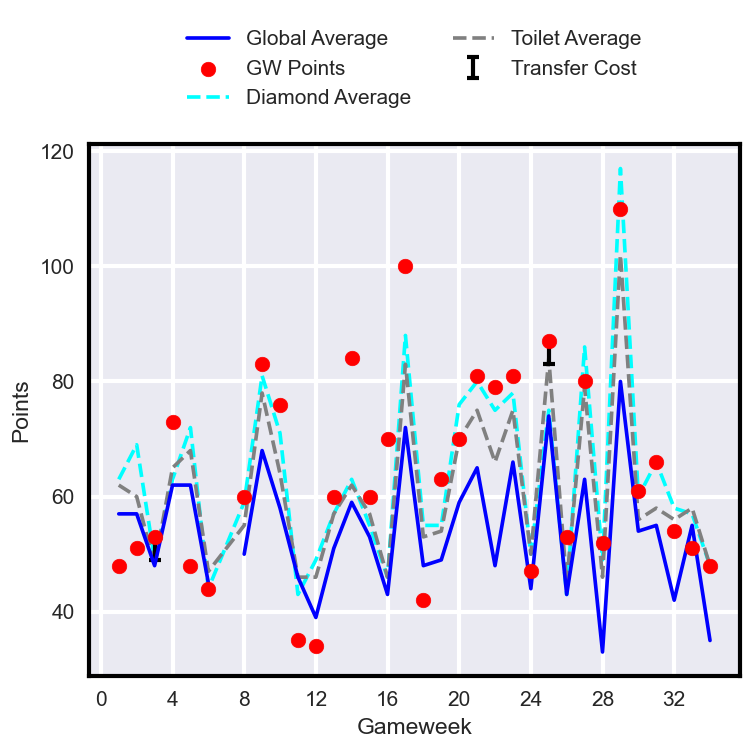 Global Average
GW Points
Diamond Average
Toilet Average
Transfer Cost
120
100
80
60
40
Points
0 4 8 12 16 20 24 28 32
Gameweek